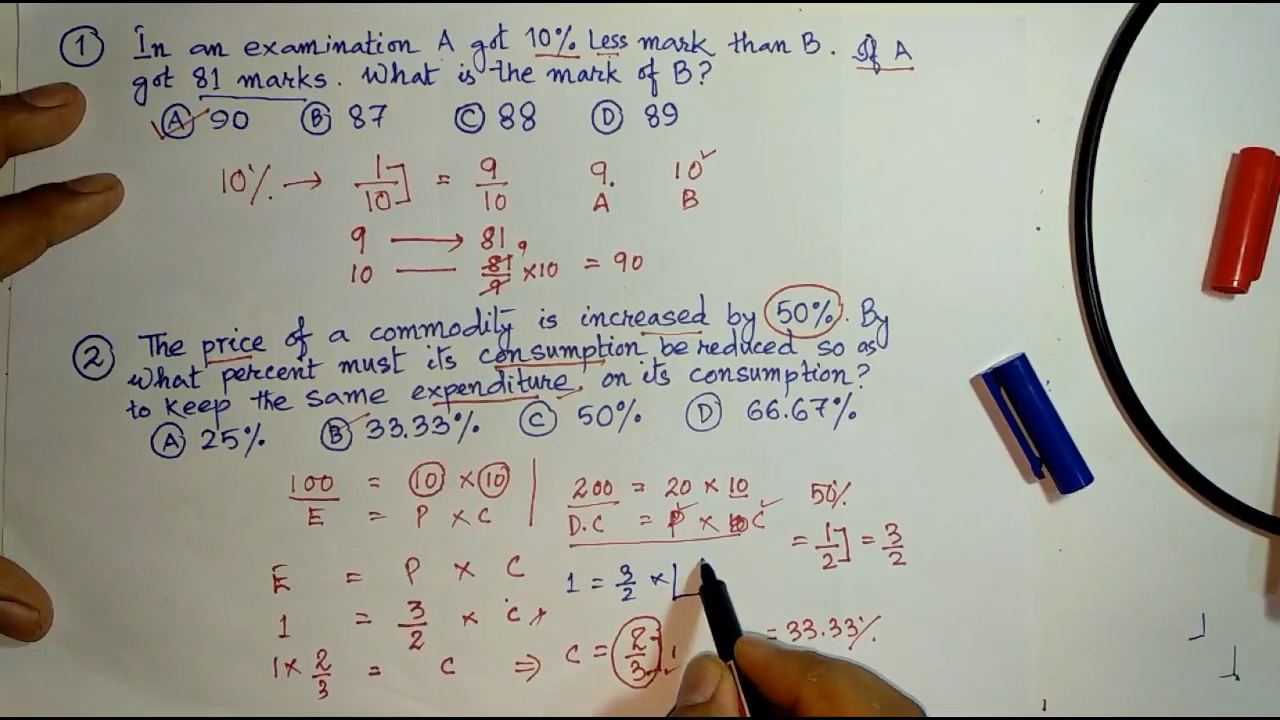 ① In an examination A got 10% Less mark than B. If A
got 81 marks. What is the mark of B?
Ⓐ 90 Ⓑ 87 Ⓒ 88 Ⓓ 89
10% → 1/10 = 9/10 9. 10
A B
9 → 81
10 — 81/9 × 10 = 90
9
② The price of a commodity is increased by 50%. By
what percent must its consumption be reduced so as
to keep the same expenditure, on its consumption?
Ⓐ 25% Ⓑ 33.33% Ⓒ 50% Ⓓ 66.67%
100 = 10 × 10
E = P × C
200 = 20 × 10
D.C = P × C
50%
= 1/2 = 3/2
E = P × C
1 = 3/2 × C
1 × 2/3 = C ⇒ C = 2/3
1 = 3/2 ×
= 33.33%